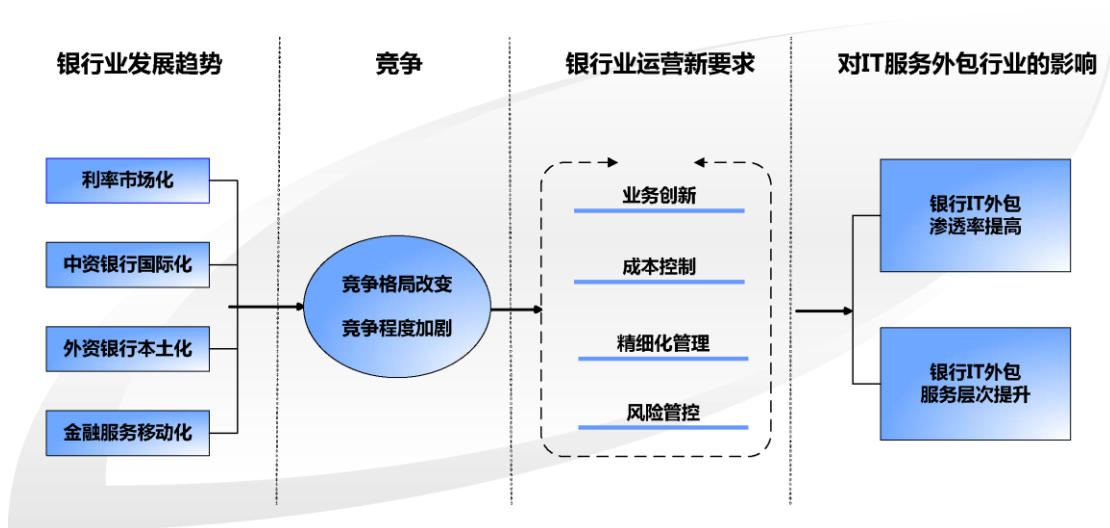 银行业发展趋势
竞争
银行业运营新要求
对IT服务外包行业的影响
利率市场化
中资银行国际化
外资银行本土化
金融服务移动化
竞争格局改变
竞争程度加剧
业务创新
成本控制
精细化管理
风险管控
银行IT外包
渗透率提高
银行IT外包
服务层次提升